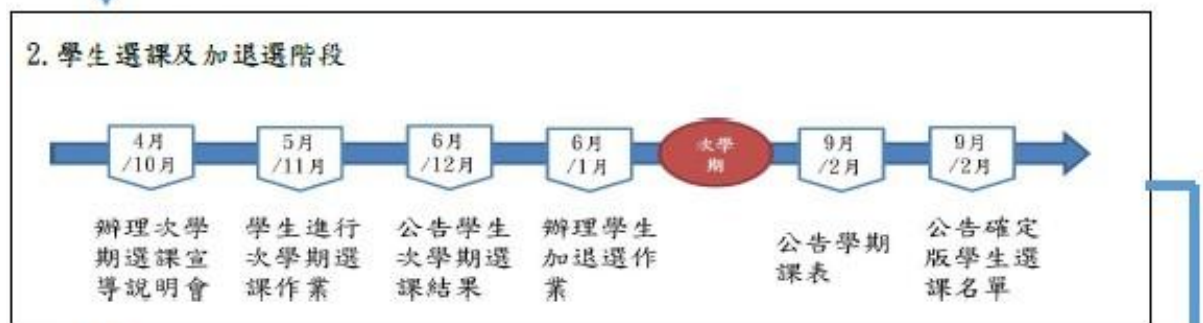 2. 學生選課及加退選階段
4月
/10月
5月
/11月
6月
/12月
6月
/1月
次學
期
9月
/2月
9月
/2月
辦理次學
期選課宣
導說明會
學生進行
次學期選
課作業
公告學生
次學期選
課結果
辦理學生
加退選作
業
公告學期
課表
公告確定
版學生選
課名單